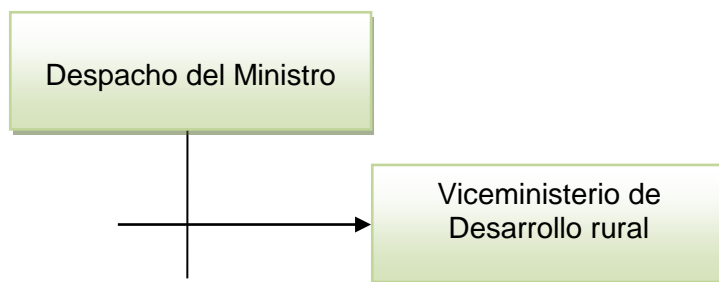 Despacho del Ministro
Viceministerio de
Desarrollo rural